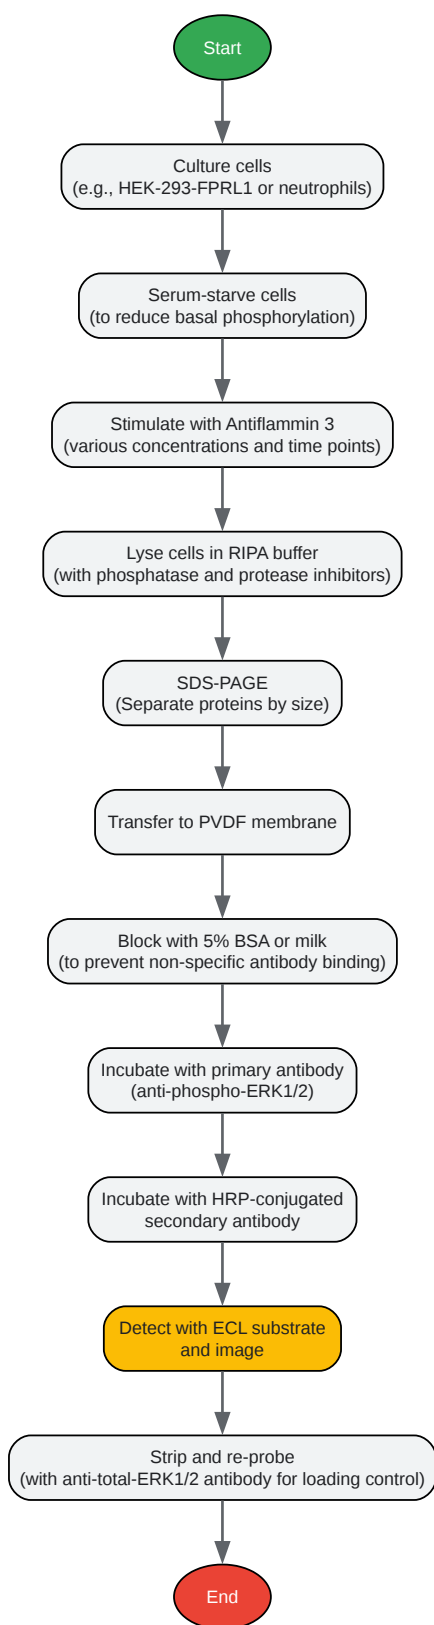 Start
Culture cells
(e.g., HEK-293-FPRL1 or neutrophils)
Serum-starve cells
(to reduce basal phosphorylation)
Stimulate with Antiflammin 3
(various concentrations and time points)
Lyse cells in RIPA buffer
(with phosphatase and protease inhibitors)
SDS-PAGE
(Separate proteins by size)
Transfer to PVDF membrane
Block with 5% BSA or milk
(to prevent non-specific antibody binding)
Incubate with primary antibody
(anti-phospho-ERK1/2)
Incubate with HRP-conjugated
secondary antibody
Detect with ECL substrate
and image
Strip and re-probe
(with anti-total-ERK1/2 antibody for loading control)
End